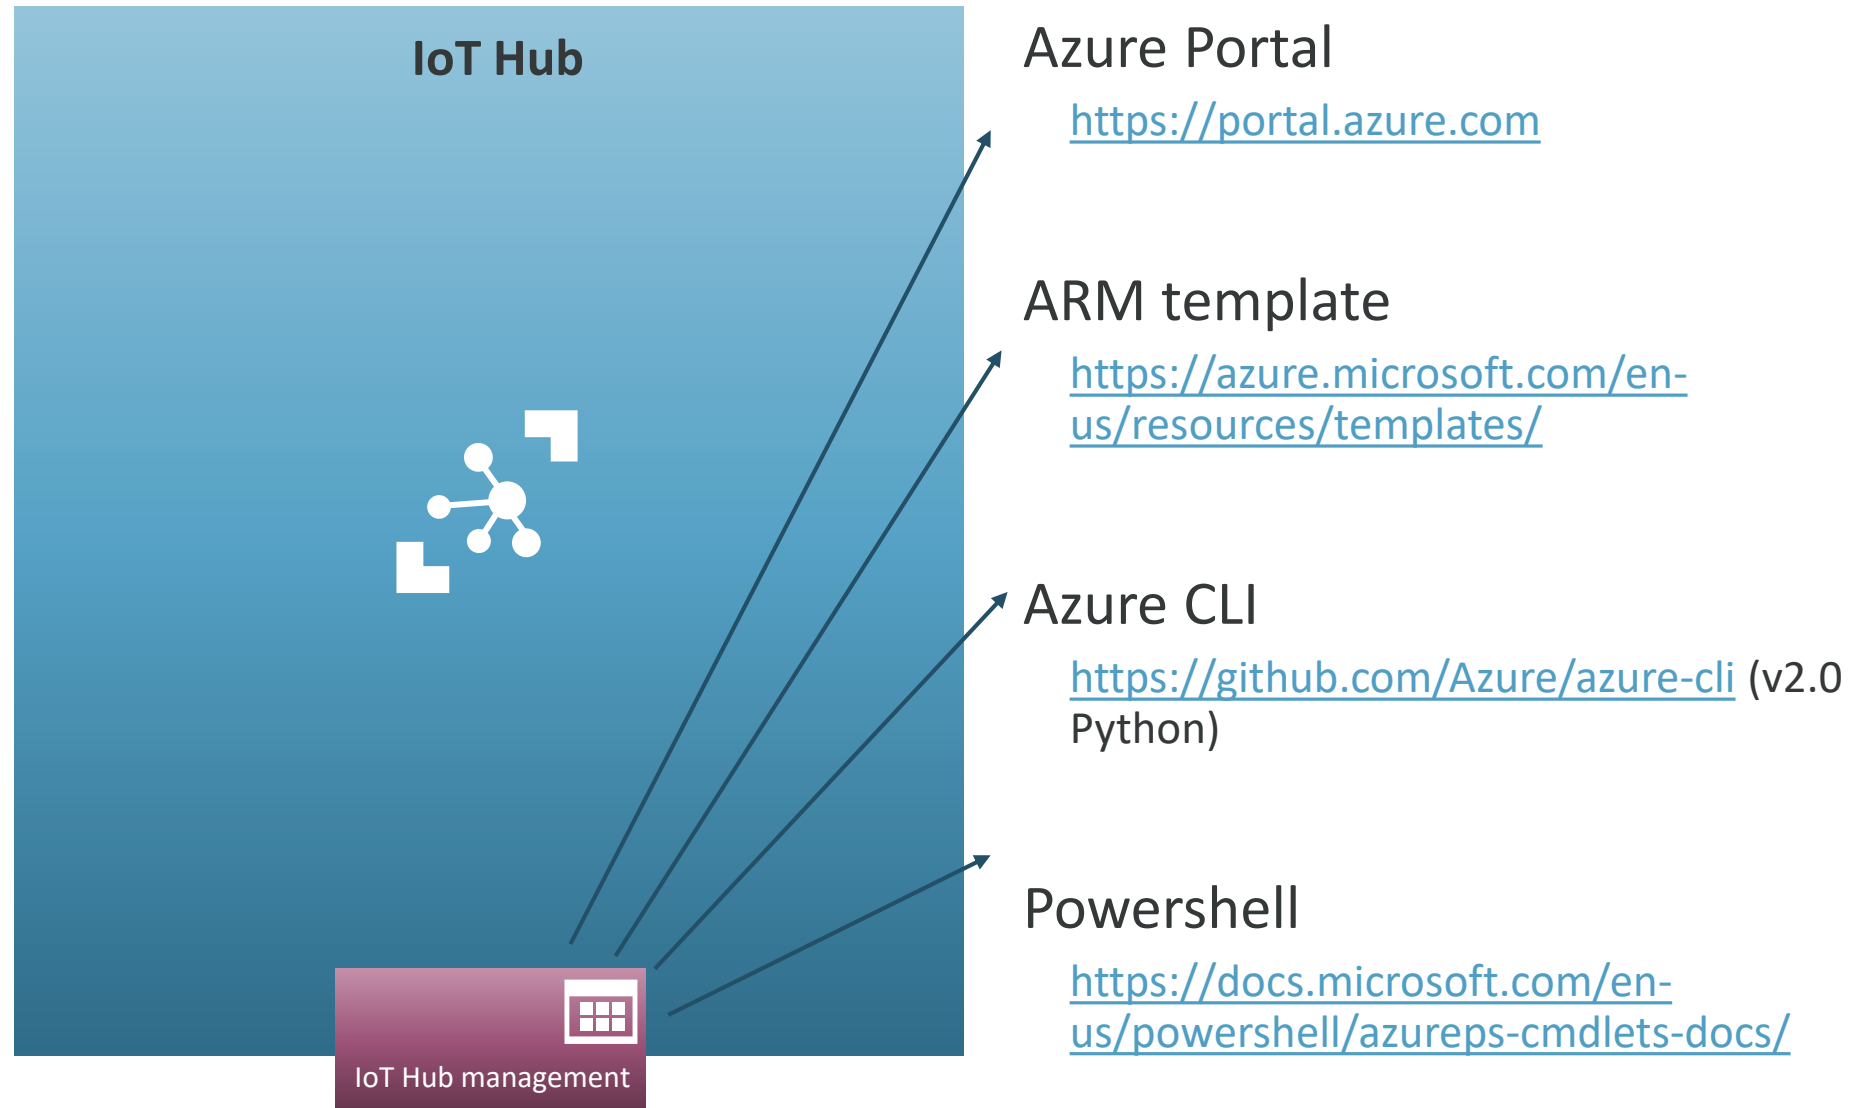 IoT Hub
Azure Portal
https://portal.azure.com
ARM template
https://azure.microsoft.com/en-
us/resources/templates/
Azure CLI
https://github.com/Azure/azure-cli (v2.0
Python)
Powershell
https://docs.microsoft.com/en-
us/powershell/azureps-cmdlets-docs/
IoT Hub management